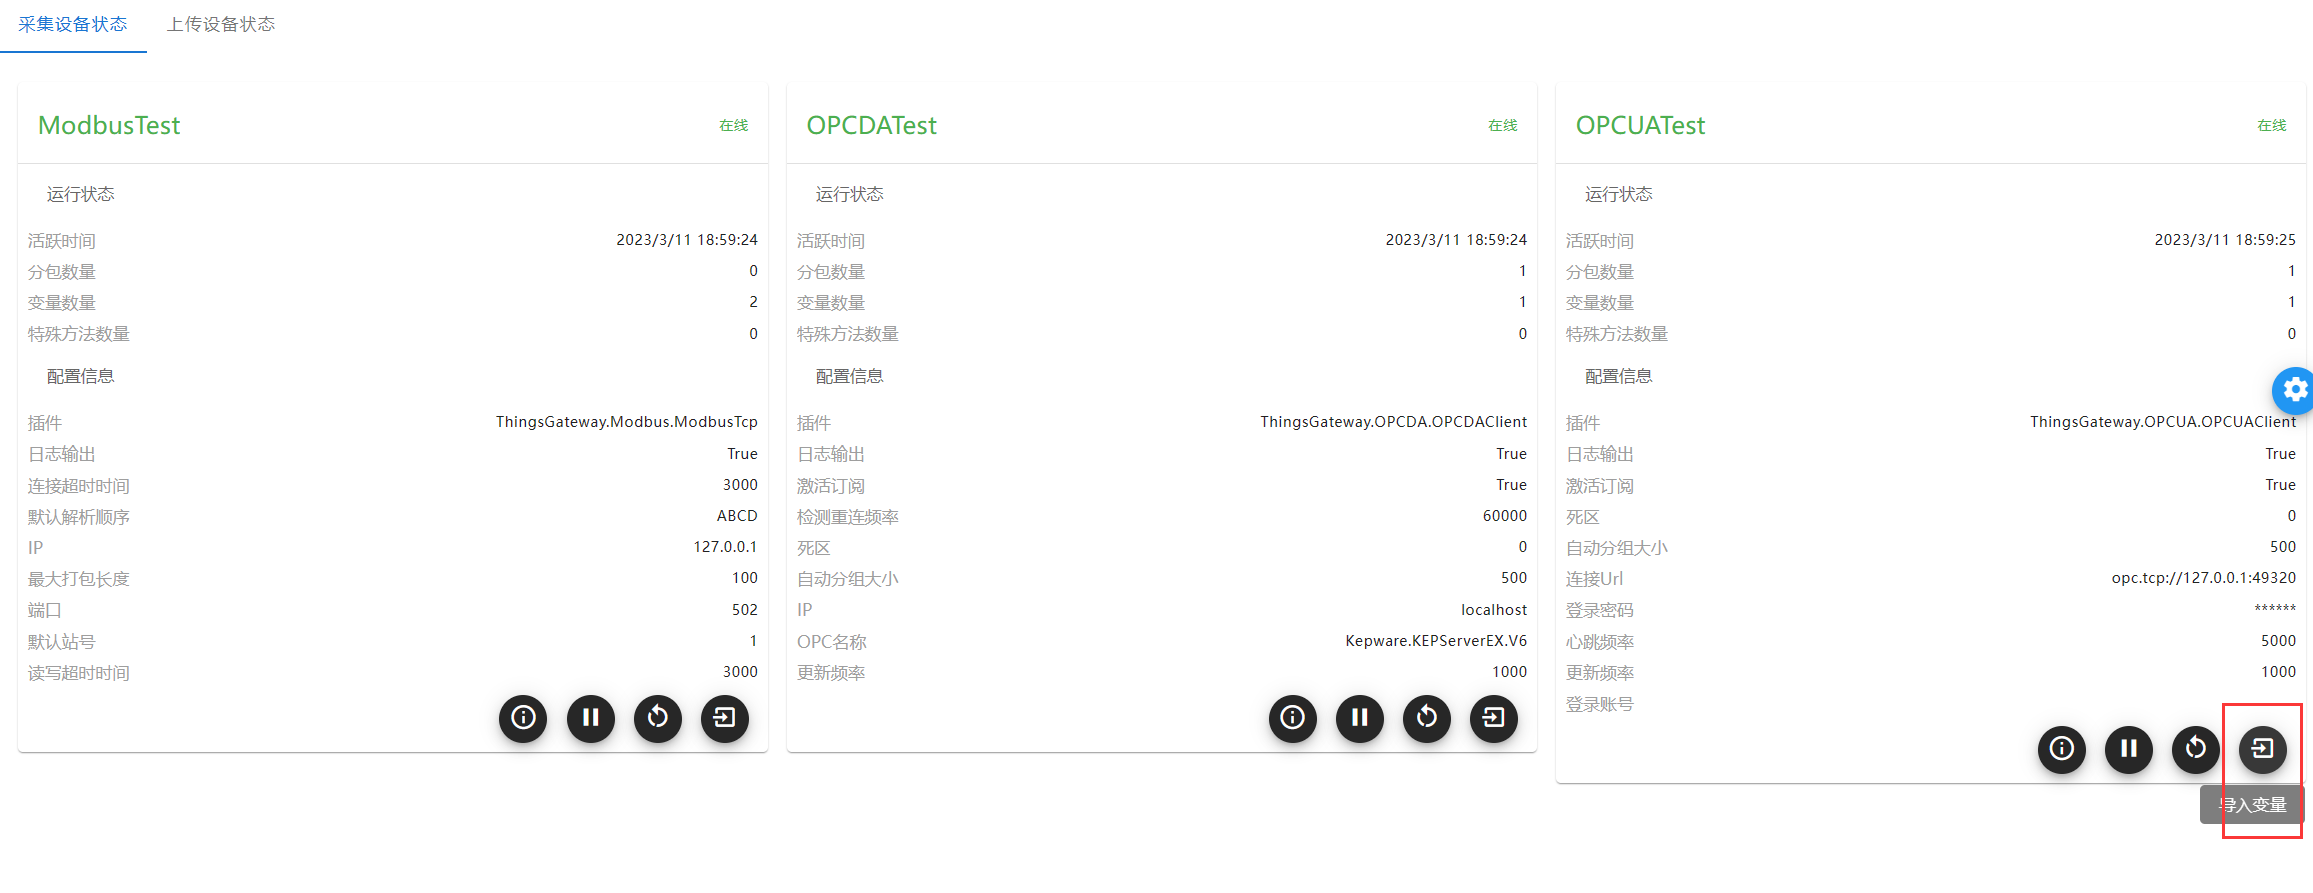 采集设备状态 上传设备状态
ModbusTest 在线
运行状态
活跃时间 2023/3/11 18:59:24
分包数量 0
变量数量 2
特殊方法数量 0
配置信息
插件 ThingsGateway.Modbus.ModbusTcp
日志输出 True
连接超时时间 3000
默认解析顺序 ABCD
IP 127.0.0.1
最大打包长度 100
端口 502
默认站号 1
读写超时时间 3000
OPCDATest 在线
运行状态
活跃时间 2023/3/11 18:59:24
分包数量 1
变量数量 1
特殊方法数量 0
配置信息
插件 ThingsGateway.OPCDA.OPCDAClient
日志输出 True
激活订阅 True
检测重连频率 60000
死区 0
自动分组大小 500
IP localhost
OPC名称 Kepware.KEPServerEX.V6
更新频率 1000
OPCUATest 在线
运行状态
活跃时间 2023/3/11 18:59:25
分包数量 1
变量数量 1
特殊方法数量 0
配置信息
插件 ThingsGateway.OPCUA.OPCUAClient
日志输出 True
激活订阅 True
死区 0
自动分组大小 500
连接Url opc.tcp://127.0.0.1:49320
登录密码 ******
心跳频率 5000
更新频率 1000
登录账号
导入变量